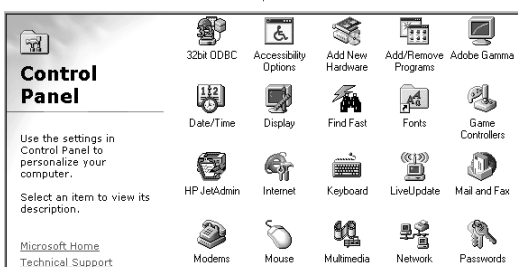 Control
Panel
Use the settings in
Control Panel to
personalize your
computer.
Select an item to view its
description.
Microsoft Home
Technical Support
32bit ODBC
Accessibility
Options
Add New
Hardware
Add/Remove
Programs
Adobe Gamma
Date/Time
Display
Find Fast
Fonts
Game
Controllers
HP JetAdmin
Internet
Keyboard
LiveUpdate
Mail and Fax
Modems
Mouse
Multimedia
Network
Passwords